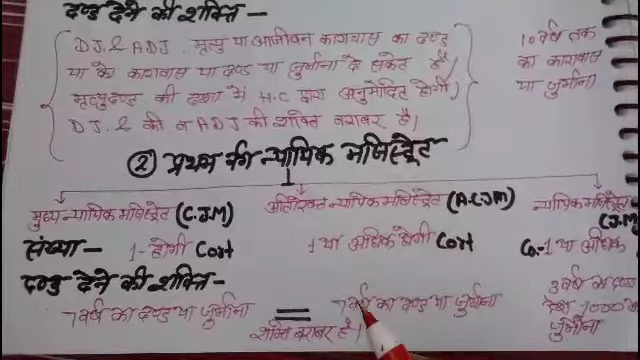 दण्ड देने की शक्ति –
DJ. & ADJ. मृत्यु या आजीवन कारावास का दण्ड
या को कारावास या दण्ड या जुर्माना दे सकते हैं।
मृत्युदण्ड की दशा में H.C द्वारा अनुमोदित होगी।
DJ. & की व ADJ की शक्ति बराबर है।
10 वर्ष तक
का कारावास
या जुर्माना
② प्रथम वर्ग न्यायिक मजिस्ट्रेट
मुख्य न्यायिक मजिस्ट्रेट (C.J.M)
अतिरिक्त न्यायिक मजिस्ट्रेट (A.C.J.M)
न्यायिक मजिस्ट्रेट
संख्या – 1 - होगी Cort
1 या अधिक होगी Cort
1 या अधिक
दण्ड देने की शक्ति –
7 वर्ष का दण्ड या जुर्माना
=
7 वर्ष का दण्ड या जुर्माना
शक्ति बराबर है।
3 वर्ष
जुर्माना